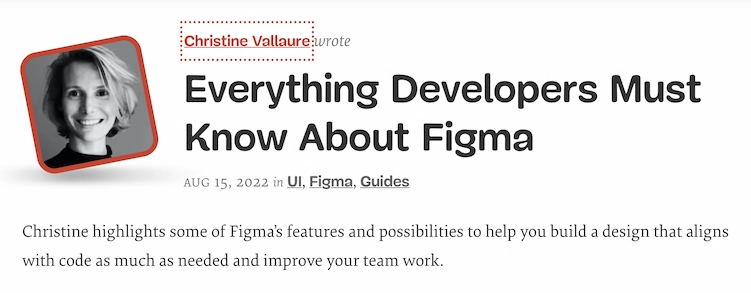 Christine Vallaure wrote
Everything Developers Must
Know About Figma
AUG 15, 2022 in UI, Figma, Guides
Christine highlights some of Figma’s features and possibilities to help you build a design that aligns
with code as much as needed and improve your team work.